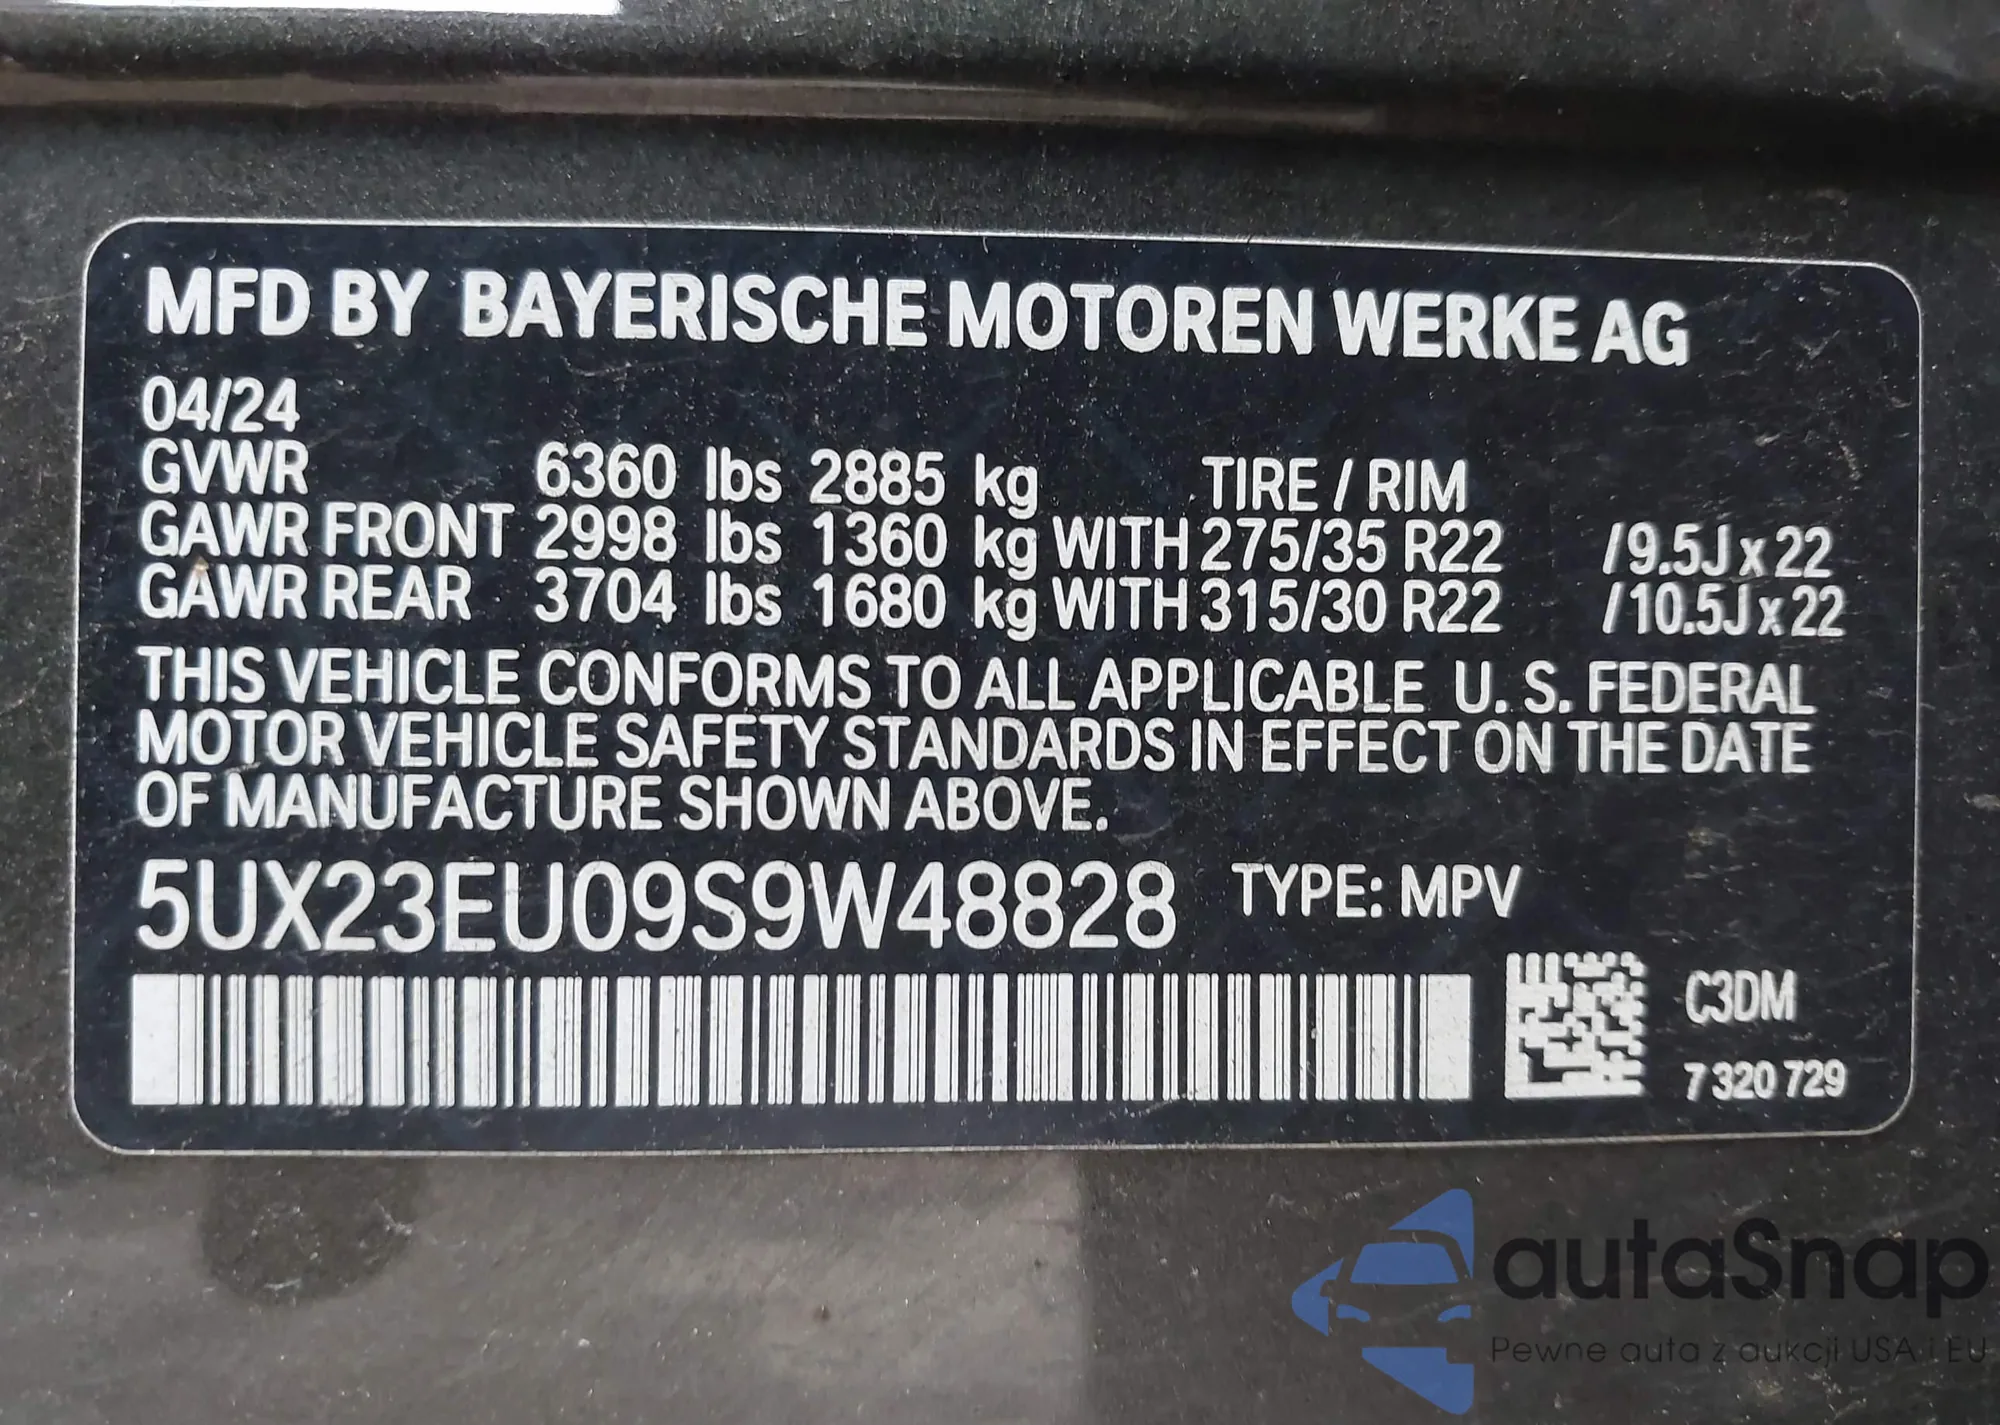 MFD BY BAYERISCHE MOTOREN WERKE AG
04/24
GVWR 6360 lbs 2885 kg TIRE / RIM
GAWR FRONT 2998 lbs 1360 kg WITH 275/35 R22 /9.5J x 22
GAWR REAR 3704 lbs 1680 kg WITH 315/30 R22 /10.5J x 22
THIS VEHICLE CONFORMS TO ALL APPLICABLE U. S. FEDERAL
MOTOR VEHICLE SAFETY STANDARDS IN EFFECT ON THE DATE
OF MANUFACTURE SHOWN ABOVE.
5UX23EU09S9W48828 TYPE: MPV
C3DM
7 320 729
autaSnap
Pewne auta z aukcji USA i EU